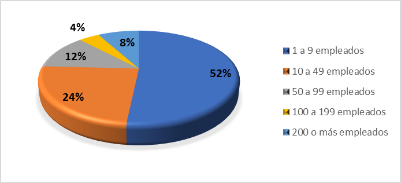 4%
8%
12%
52%
24%
1 a 9 empleados
10 a 49 empleados
50 a 99 empleados
100 a 199 empleados
200 o más empleados